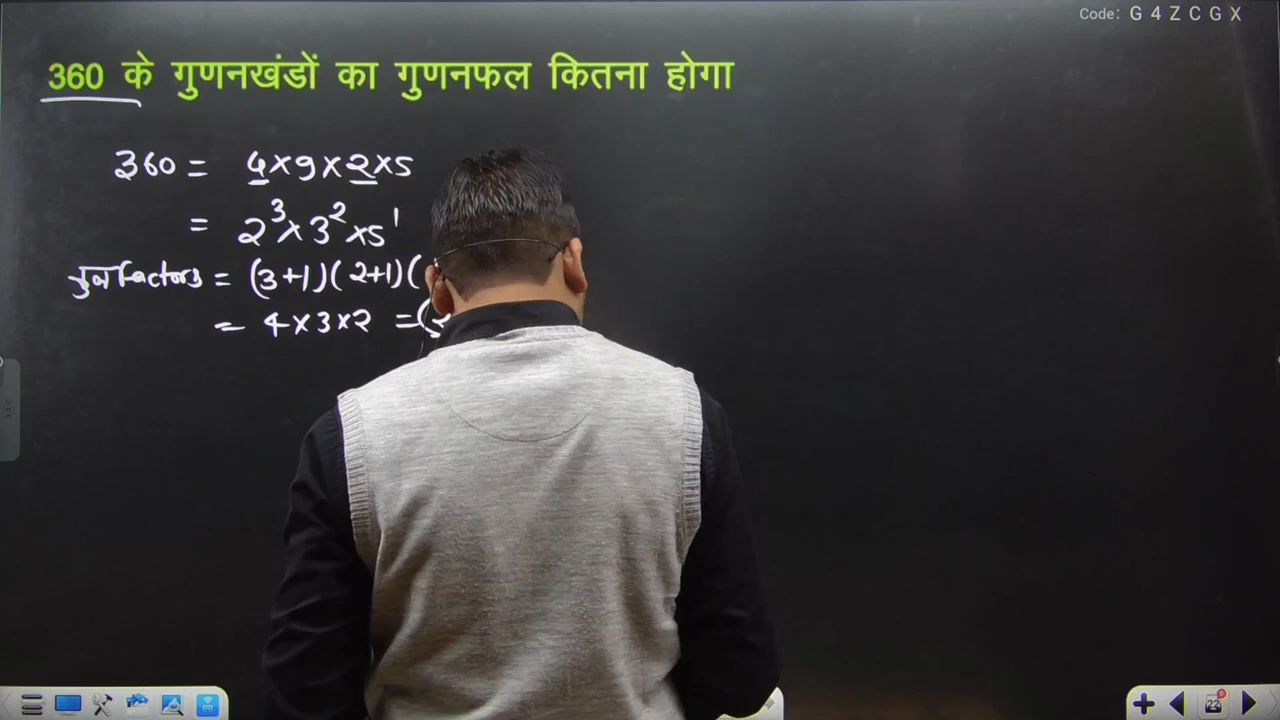 Code: G4ZCGX
360 के गुणनखंडों का गुणनफल कितना होगा
360 = 4×9×2×5
= 2³×3²×5¹
कुल Factors = (3+1)(2+1)(
= 4×3×2 =